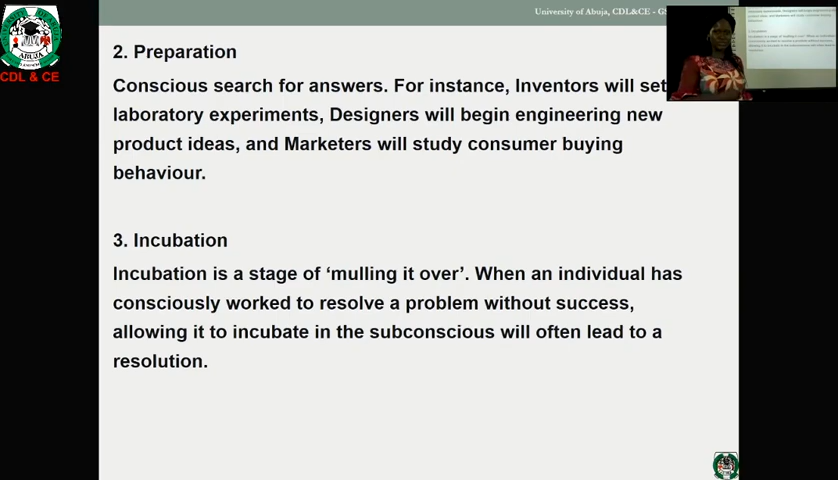 University of Abuja, CDL&CE - GS
CDL & CE
2. Preparation
Conscious search for answers. For instance, Inventors will set
laboratory experiments, Designers will begin engineering new
product ideas, and Marketers will study consumer buying
behaviour.
3. Incubation
Incubation is a stage of ‘mulling it over’. When an individual has
consciously worked to resolve a problem without success,
allowing it to incubate in the subconscious will often lead to a
resolution.